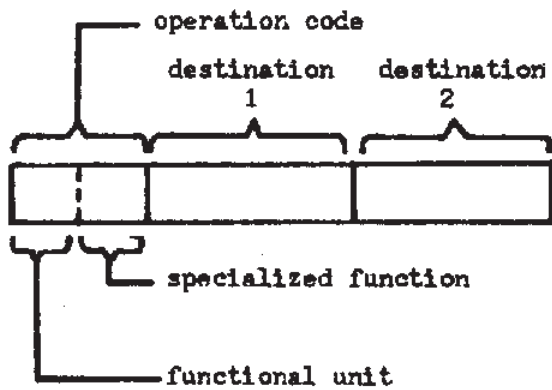 operation code
destination destination
1 2
specialized function
functional unit